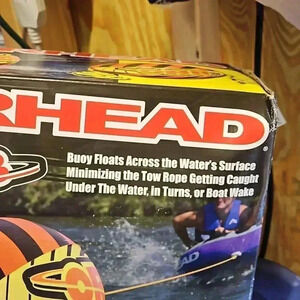 RHEAD
Buoy Floats Across the Water's Surface
Minimizing the Tow Rope Getting Caught
Under The Water, in Turns, or Boat Wake